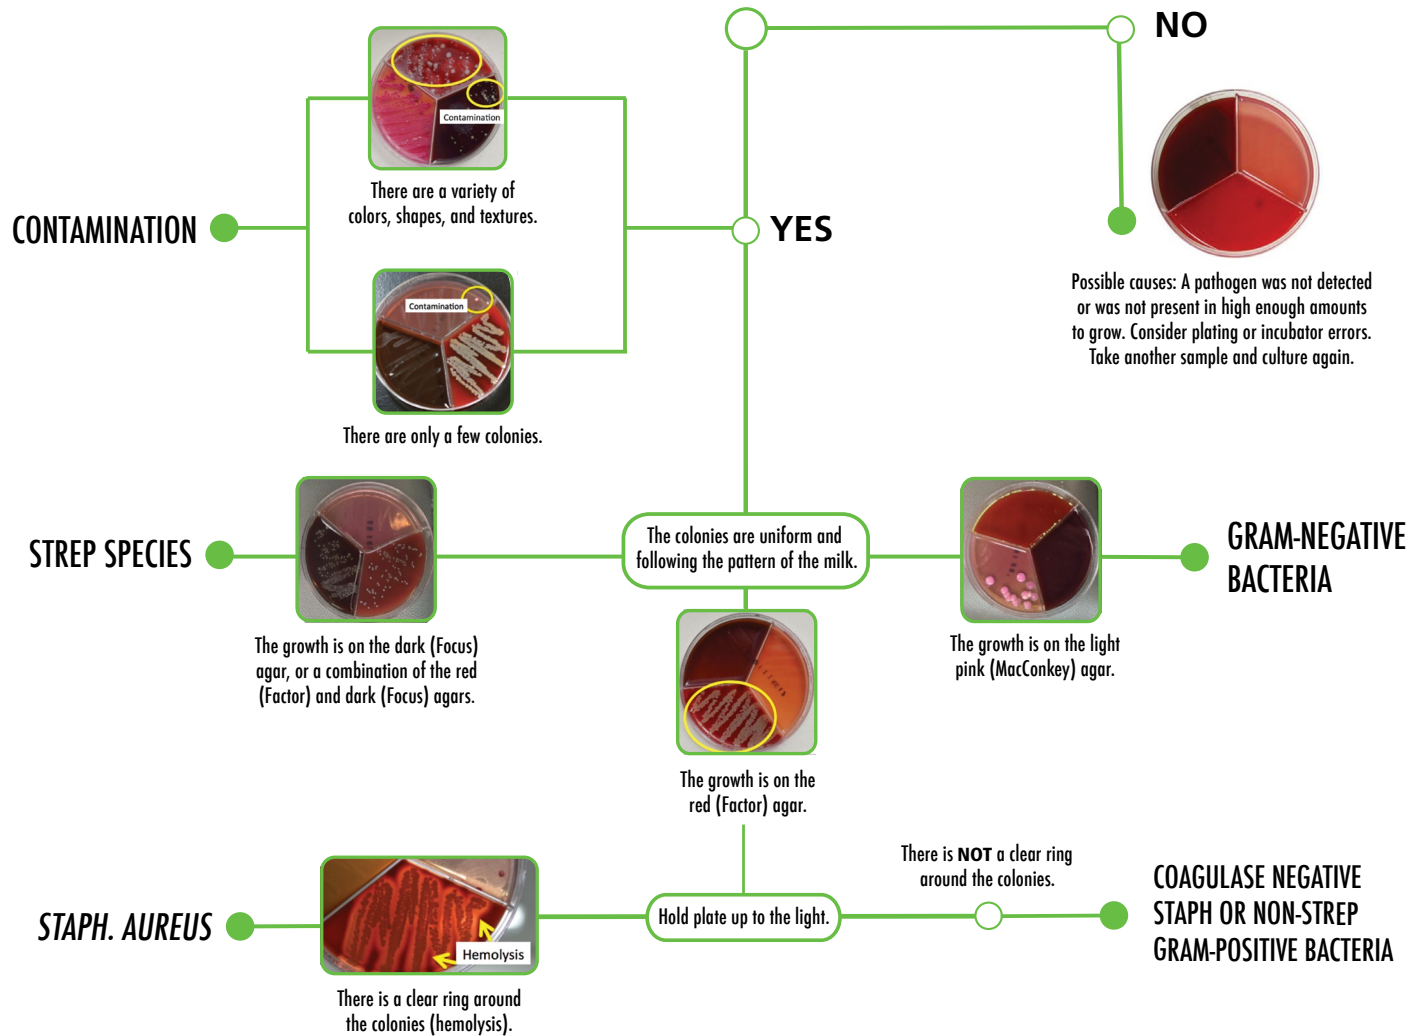 NO
Contamination
There are a variety of
colors, shapes, and textures.
CONTAMINATION
YES
Possible causes: A pathogen was not detected
or was not present in high enough amounts
to grow. Consider plating or incubator errors.
Take another sample and culture again.
Contamination
There are only a few colonies.
STREP SPECIES
The colonies are uniform and
following the pattern of the milk.
GRAM-NEGATIVE
BACTERIA
The growth is on the dark (Focus)
agar, or a combination of the red
(Factor) and dark (Focus) agars.
The growth is on the light
pink (MacConkey) agar.
The growth is on the
red (Factor) agar.
There is NOT a clear ring
around the colonies.
STAPH. AUREUS
Hemolysis
Hold plate up to the light.
COAGULASE NEGATIVE
STAPH OR NON-STREP
GRAM-POSITIVE BACTERIA
There is a clear ring around
the colonies (hemolysis).